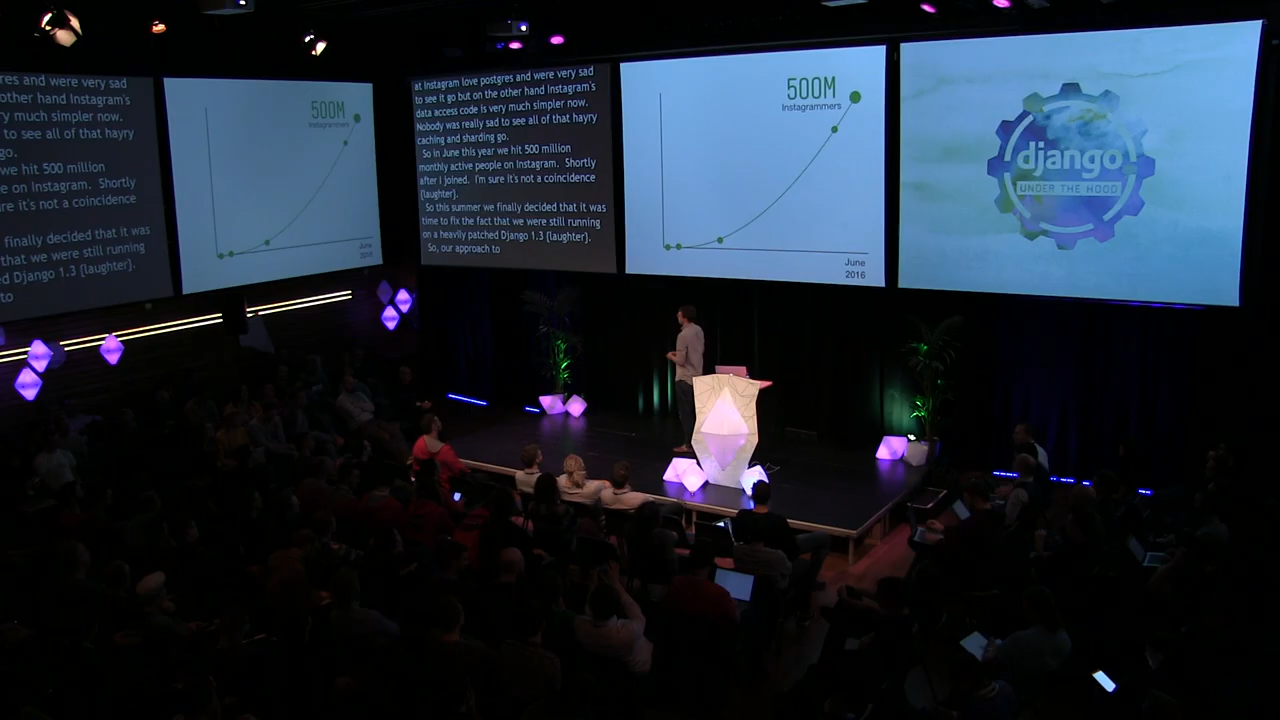 res and were very sad
other hand Instagram's
ry much simpler now.
to see all of that hayry
go.
we hit 500 million
e on Instagram. Shortly
re it's not a coincidence
finally decided that it was
that we were still running
ed Django 1.3 [laughter].
to
500M
Instagrammers
June
2016
at Instagram love postgres and were very sad
to see it go but on the other hand Instagram's
data access code is very much simpler now.
Nobody was really sad to see all of that hayry
caching and sharding go.
So in June this year we hit 500 million
monthly active people on Instagram. Shortly
after I joined. I'm sure it's not a coincidence
[laughter].
So this summer we finally decided that it was
time to fix the fact that we were still running
on a heavily patched Django 1.3 [laughter].
So, our approach to
500M
Instagrammers
June
2016
django
UNDER THE HOOD